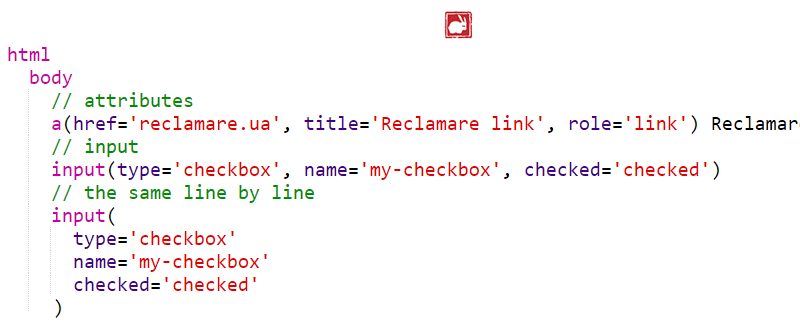 html
body
// attributes
a(href='reclamare.ua', title='Reclamare link', role='link') Reclamare
// input
input(type='checkbox', name='my-checkbox', checked='checked')
// the same line by line
input(
type='checkbox'
name='my-checkbox'
checked='checked'
)